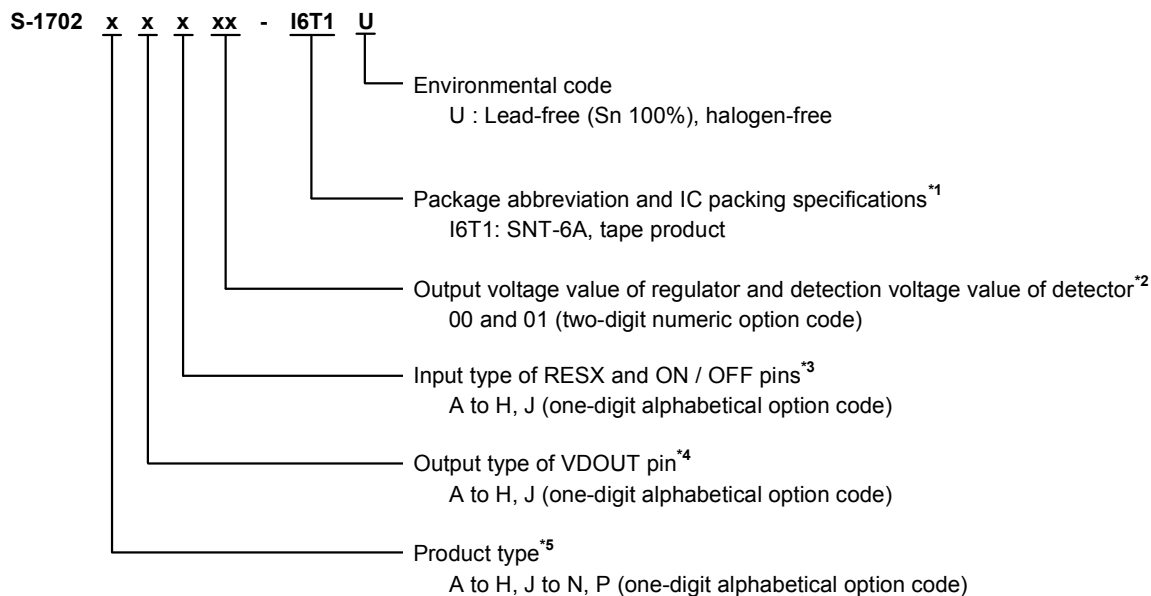 S-1702 x x x xx - I6T1 U
Environmental code
U : Lead-free (Sn 100%), halogen-free
Package abbreviation and IC packing specifications*1
I6T1: SNT-6A, tape product
Output voltage value of regulator and detection voltage value of detector*2
00 and 01 (two-digit numeric option code)
Input type of RESX and ON / OFF pins*3
A to H, J (one-digit alphabetical option code)
Output type of VDOUT pin*4
A to H, J (one-digit alphabetical option code)
Product type*5
A to H, J to N, P (one-digit alphabetical option code)